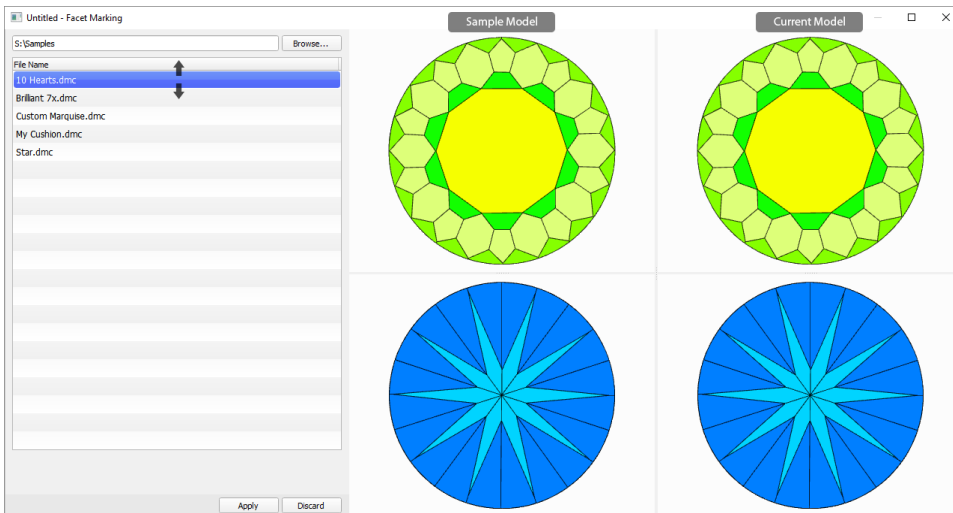 Untitled - Facet Marking
Sample Model
Current Model
S:\Samples
Browse...
File Name
10 Hearts.dmc
Brilliant 7x.dmc
Custom Marquise.dmc
My Cushion.dmc
Star.dmc
Apply
Discard